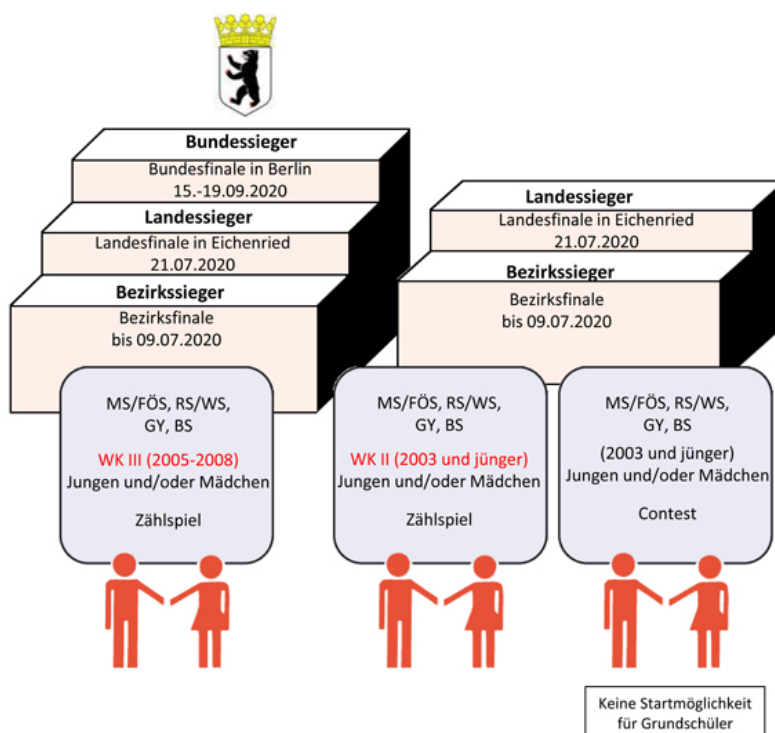 Bundessieger
Bundesfinale in Berlin
15.-19.09.2020
Landessieger
Landesfinale in Eichenried
21.07.2020
Bezirkssieger
Bezirksfinale
bis 09.07.2020
Landessieger
Landesfinale in Eichenried
21.07.2020
Bezirkssieger
Bezirksfinale
bis 09.07.2020
MS/FÖS, RS/WS,
GY, BS
WK III (2005-2008)
Jungen und/oder Mädchen
Zählspiel
MS/FÖS, RS/WS,
GY, BS
WK II (2003 und jünger)
Jungen und/oder Mädchen
Zählspiel
MS/FÖS, RS/WS,
GY, BS
(2003 und jünger)
Jungen und/oder Mädchen
Contest
Keine Startmöglichkeit
für Grundschüler